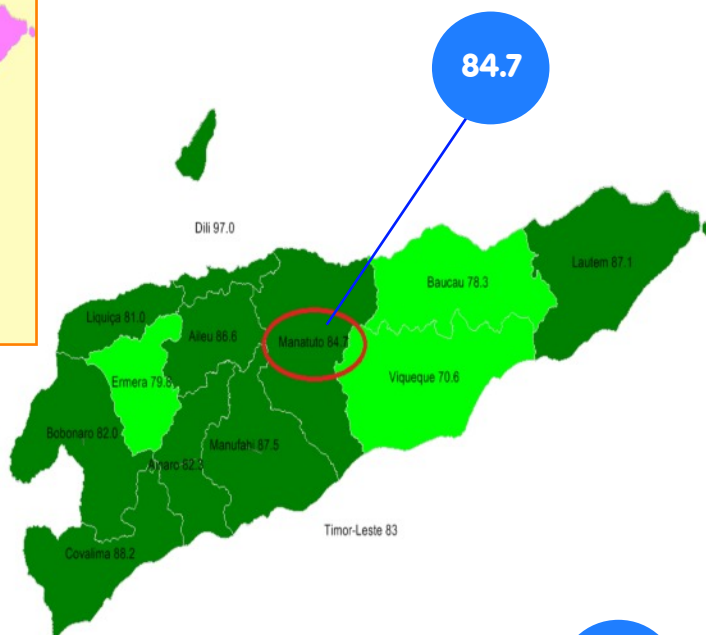 84.7
Dili 97.0
Lautem 87.1
Baucau 78.3
Liquiça 81.0
Aileu 88.6
Manatuto 84.7
Viqueque 70.6
Ermera 79.8
Bobonaro 82.0
Manufahi 87.5
Ainaro 82.3
Timor-Leste 83
Covalima 88.2